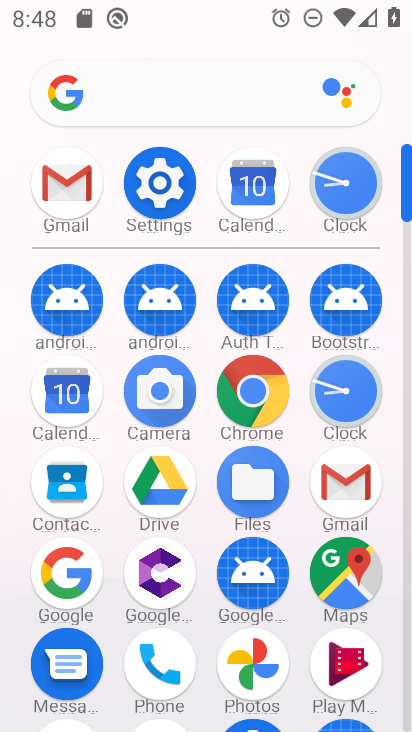 8:48
Gmail Settings Calend... Clock
androi... androi... Auth T... Bootstr...
Calend... Camera Chrome Clock
Contac... Drive Files Gmail
Google Google... Google... Maps
Messa... Phone Photos Play M...